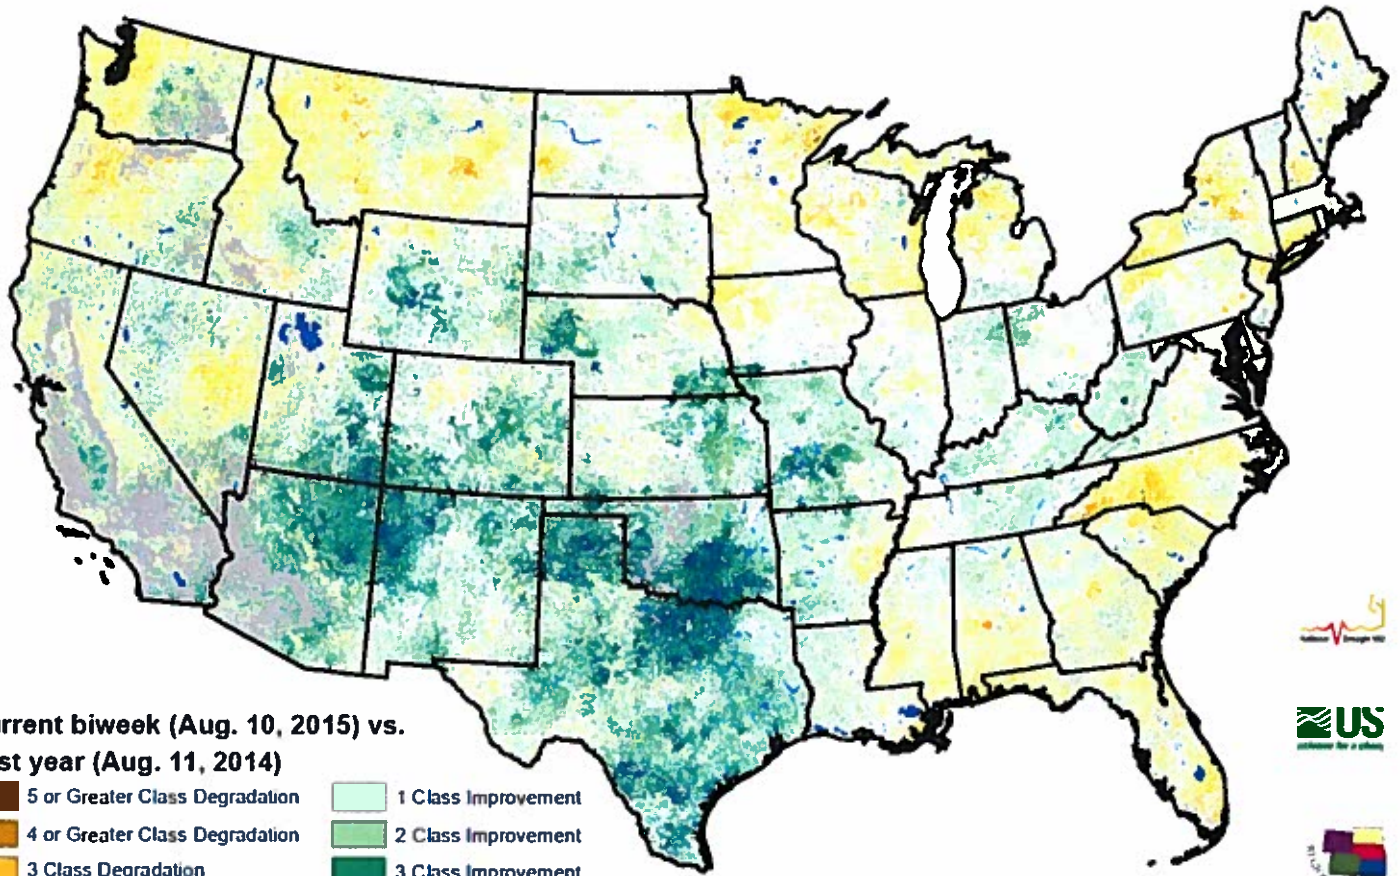 urrent biweek (Aug. 10, 2015) vs.
st year (Aug. 11, 2014)
5 or Greater Class Degradation
4 or Greater Class Degradation
3 Class Degradation
1 Class Improvement
2 Class Improvement
3 Class Improvement
US